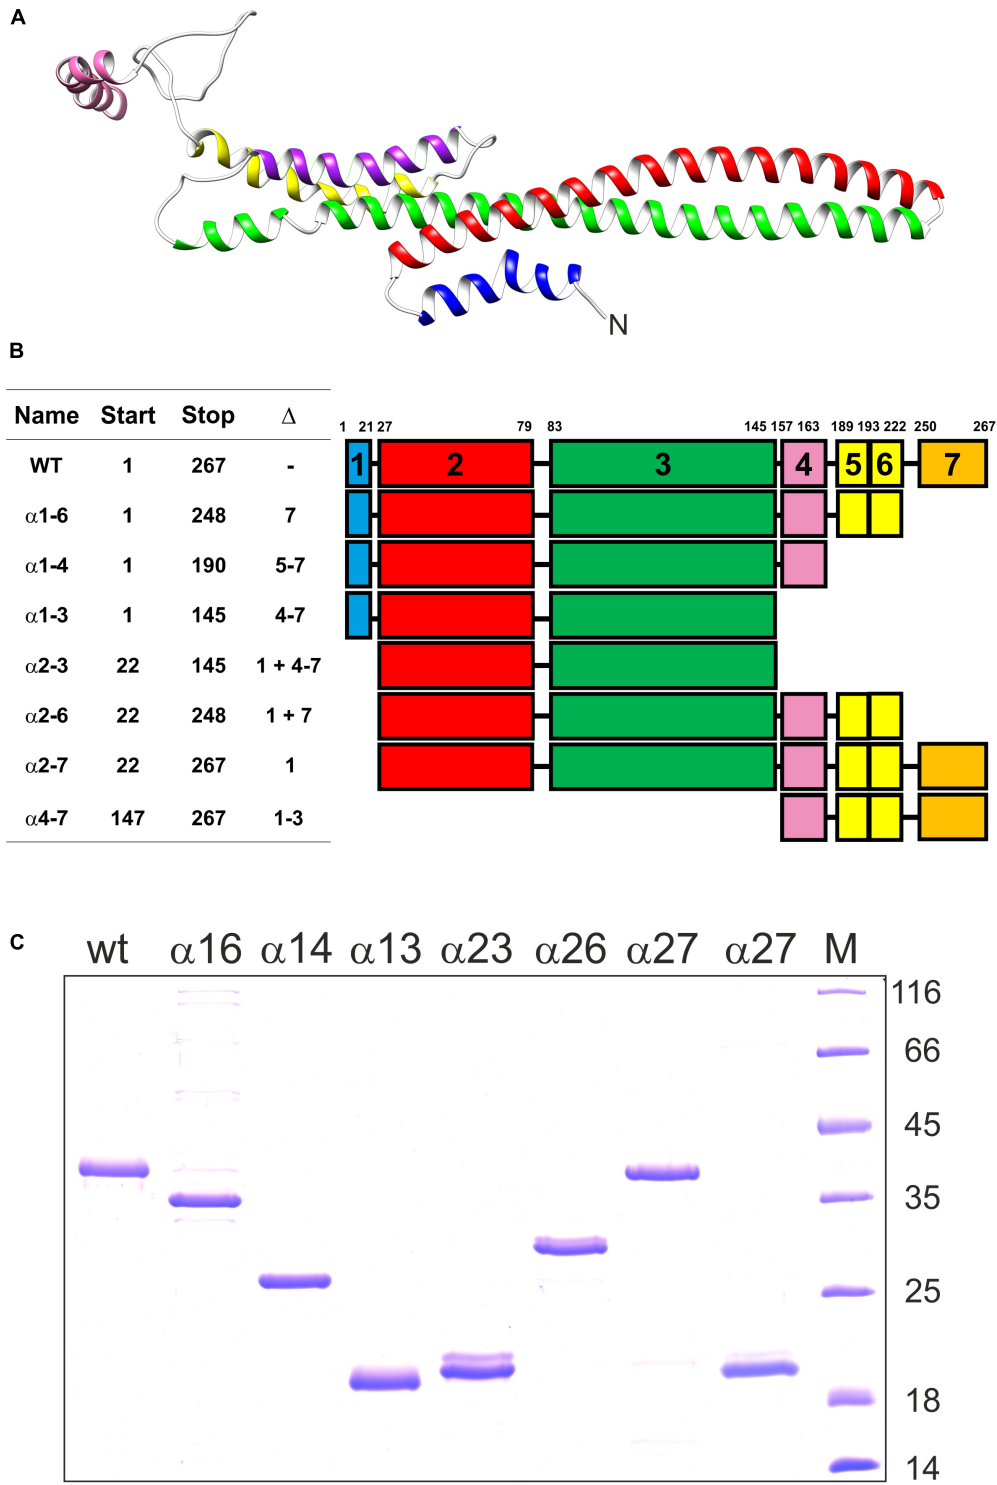 A
N
B
Name Start Stop Δ
1 21 27 79 83 145 157 163 189 193 222 250 267
WT 1 267 - 1 2 3 4 5 6 7
α1-6 1 248 7
α1-4 1 190 5-7
α1-3 1 145 4-7
α2-3 22 145 1 + 4-7
α2-6 22 248 1 + 7
α2-7 22 267 1
α4-7 147 267 1-3
C
wt α16 α14 α13 α23 α26 α27 α27 M
116
66
45
35
25
18
14